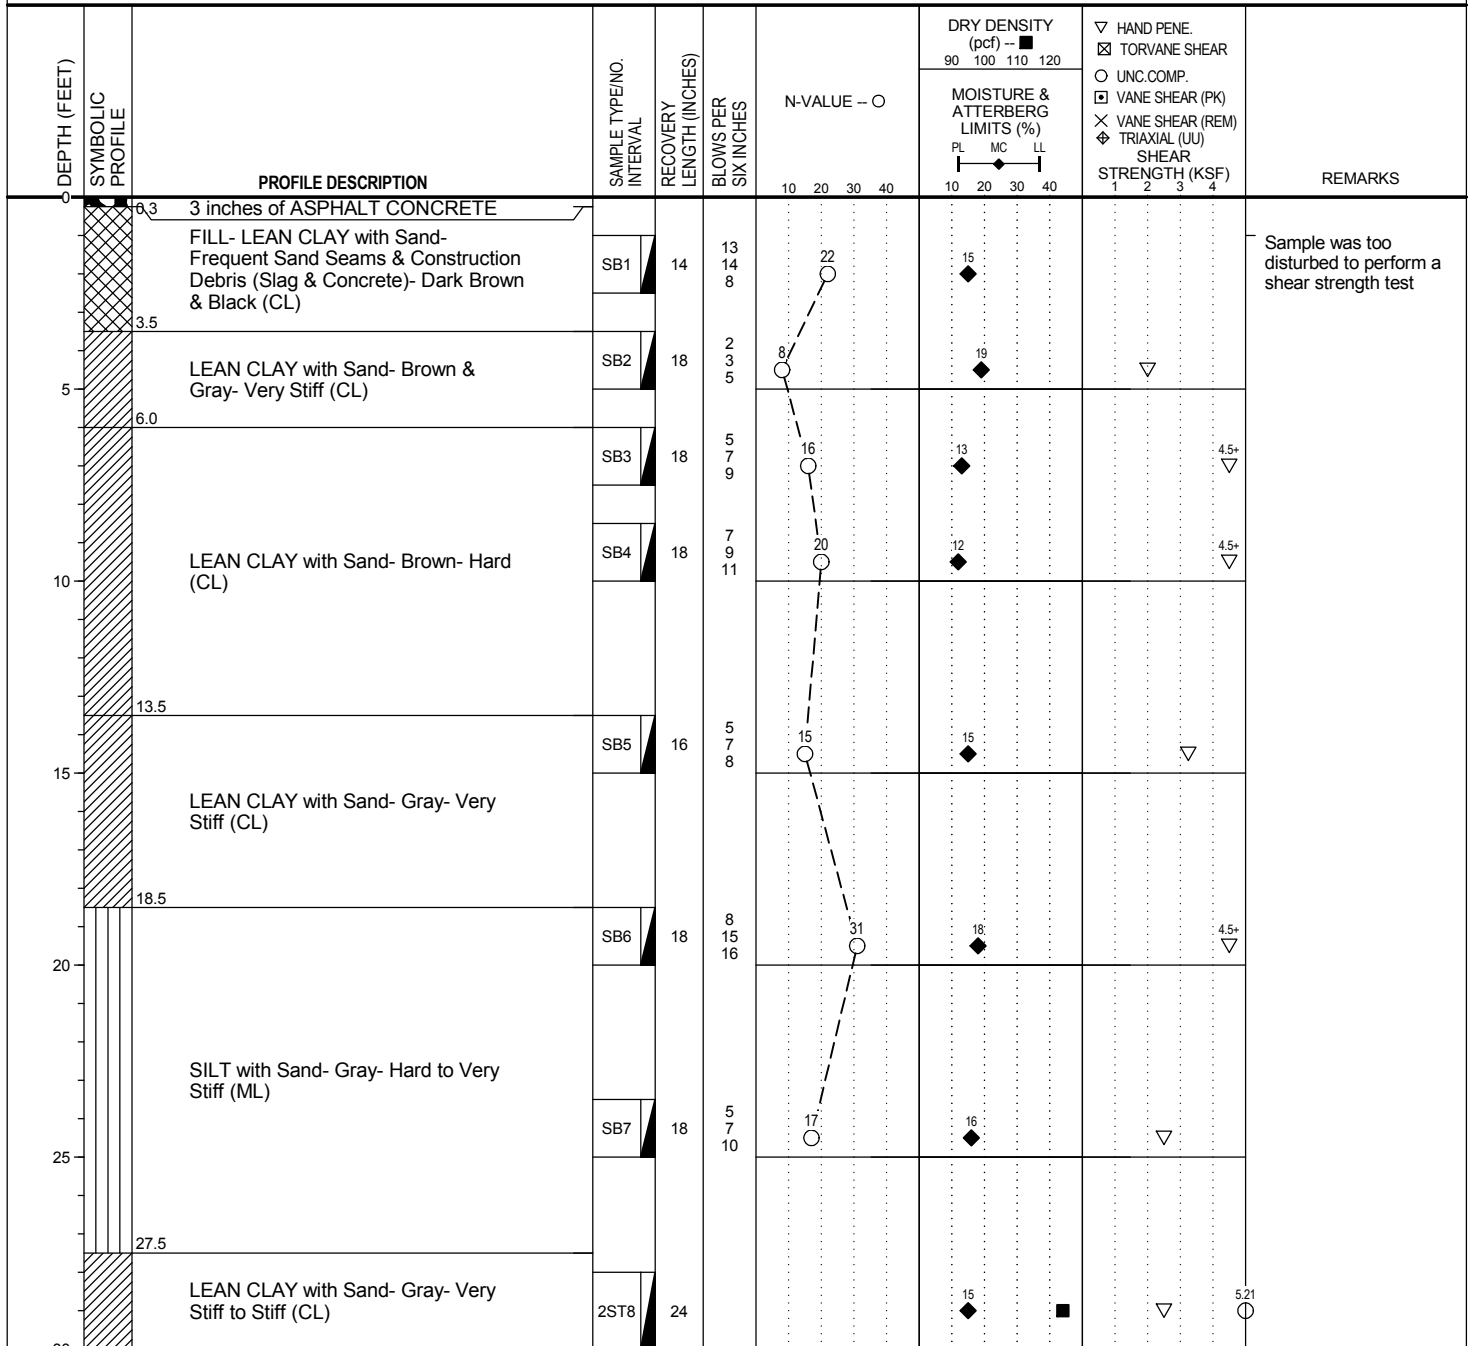 DEPTH (FEET)
SYMBOLIC
PROFILE
PROFILE DESCRIPTION
SAMPLE TYPE/NO.
INTERVAL
RECOVERY
LENGTH (INCHES)
BLOWS PER
SIX INCHES
N-VALUE -- O
10 20 30 40
DRY DENSITY
(pcf) -- ■
90 100 110 120
MOISTURE &
ATTERBERG
LIMITS (%)
PL MC LL
10 20 30 40
HAND PENE.
TORVANE SHEAR
UNC.COMP.
VANE SHEAR (PK)
VANE SHEAR (REM)
TRIAXIAL (UU)
SHEAR
STRENGTH (KSF)
1 2 3 4
REMARKS
0
0.3 3 inches of ASPHALT CONCRETE
FILL- LEAN CLAY with Sand-
Frequent Sand Seams & Construction
Debris (Slag & Concrete)- Dark Brown
& Black (CL)
3.5
SB1 14
13
14
8
22
15
Sample was too
disturbed to perform a
shear strength test
LEAN CLAY with Sand- Brown &
Gray- Very Stiff (CL)
SB2 18
2
3
5
8
19
5
6.0
SB3 18
5
7
9
16
13
4.5+
LEAN CLAY with Sand- Brown- Hard
(CL)
SB4 18
7
9
11
20
12
4.5+
10
13.5
SB5 16
5
7
8
15
15
15
LEAN CLAY with Sand- Gray- Very
Stiff (CL)
18.5
SB6 18
8
15
16
31
18
4.5+
20
SILT with Sand- Gray- Hard to Very
Stiff (ML)
SB7 18
5
7
10
17
16
25
27.5
LEAN CLAY with Sand- Gray- Very
Stiff to Stiff (CL)
2ST8 24
15
5.21